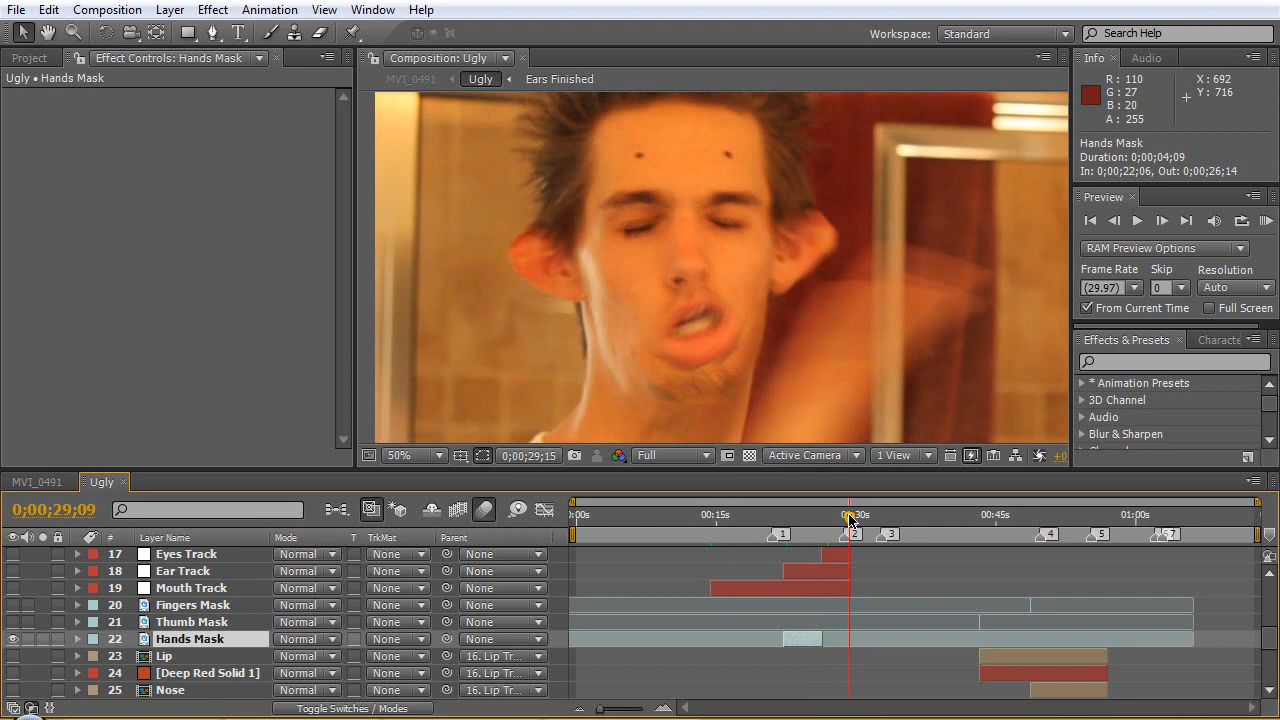 File Edit Composition Layer Effect Animation View Window Help
Workspace: Standard Search Help
Project Effect Controls: Hands Mask Composition: Ugly Info Audio
Ugly • Hands Mask
MVI_0491 Ugly Ears Finished
R : 110 X : 692
G : 27 Y : 716
B : 20
A : 255
Hands Mask
Duration: 0;00;04;09
In: 0;00;22;06, Out: 0;00;26;14
Preview
RAM Preview Options
Frame Rate Skip Resolution
(29.97) 0 Auto
From Current Time Full Screen
Effects & Presets Characte
* Animation Presets
3D Channel
Audio
Blur & Sharpen
50% 0;00;29;15 Full Active Camera 1 View +0
MVI_0491 Ugly
0;00;29;09
):00s 00:15s 00:30s 00:45s 01:00s
# Layer Name Mode T TrkMat Parent 1 2 3 4 5 7
17 Eyes Track Normal None None
18 Ear Track Normal None None
19 Mouth Track Normal None None
20 Fingers Mask Normal None None
21 Thumb Mask Normal None None
22 Hands Mask Normal None None
23 Lip Normal None 16. Lip Tr...
24 [Deep Red Solid 1] Normal None None
25 Nose Normal None 16. Lip Tr...
Toggle Switches / Modes